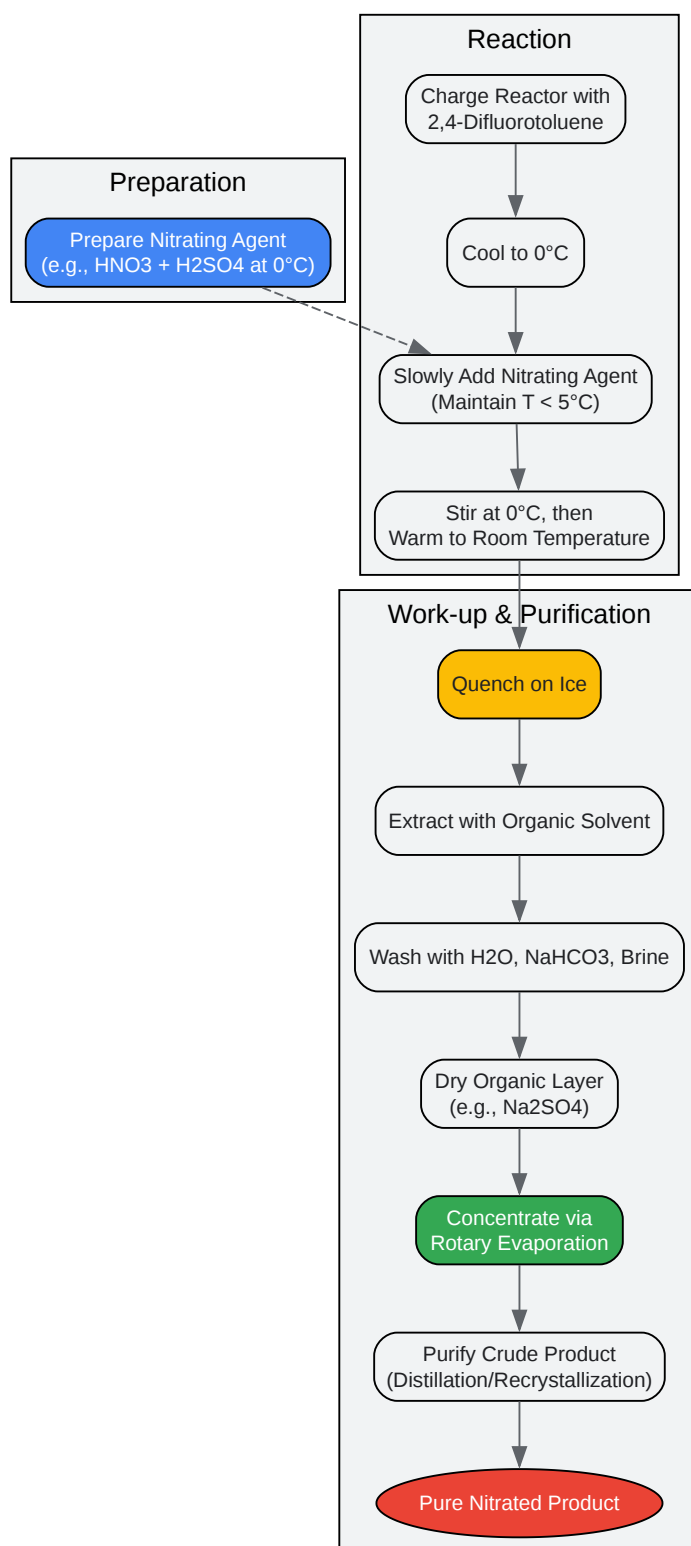 Reaction
Charge Reactor with
2,4-Difluorotoluene
Preparation
Prepare Nitrating Agent
(e.g., HNO3 + H2SO4 at 0°C)
Cool to 0°C
Slowly Add Nitrating Agent
(Maintain T < 5°C)
Stir at 0°C, then
Warm to Room Temperature
Work-up & Purification
Quench on Ice
Extract with Organic Solvent
Wash with H2O, NaHCO3, Brine
Dry Organic Layer
(e.g., Na2SO4)
Concentrate via
Rotary Evaporation
Purify Crude Product
(Distillation/Recrystallization)
Pure Nitrated Product